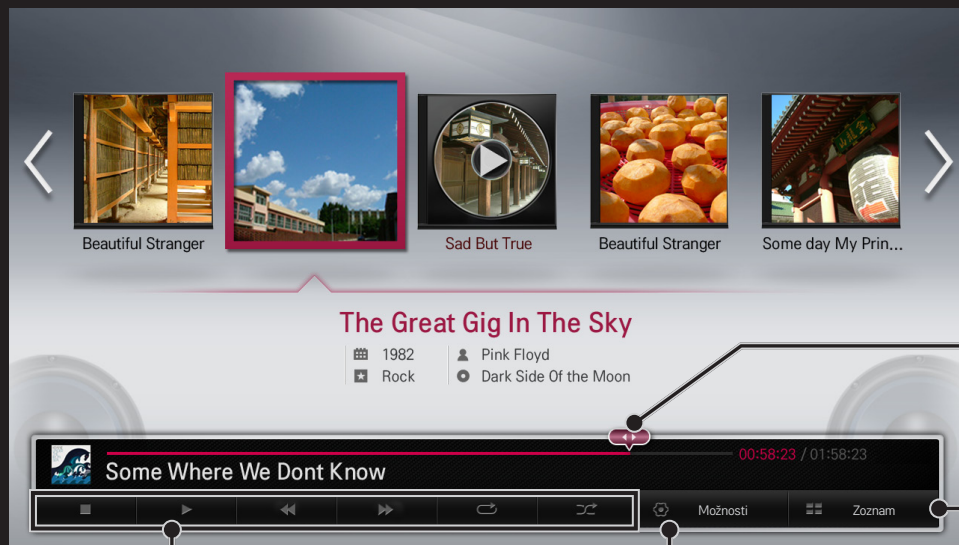 Beautiful Stranger
Sad But True
Beautiful Stranger
Some day My Prin...
The Great Gig In The Sky
1982
Pink Floyd
Rock
Dark Side Of the Moon
00:58:23 / 01:58:23
Some Where We Dont Know
Možnosti
Zoznam